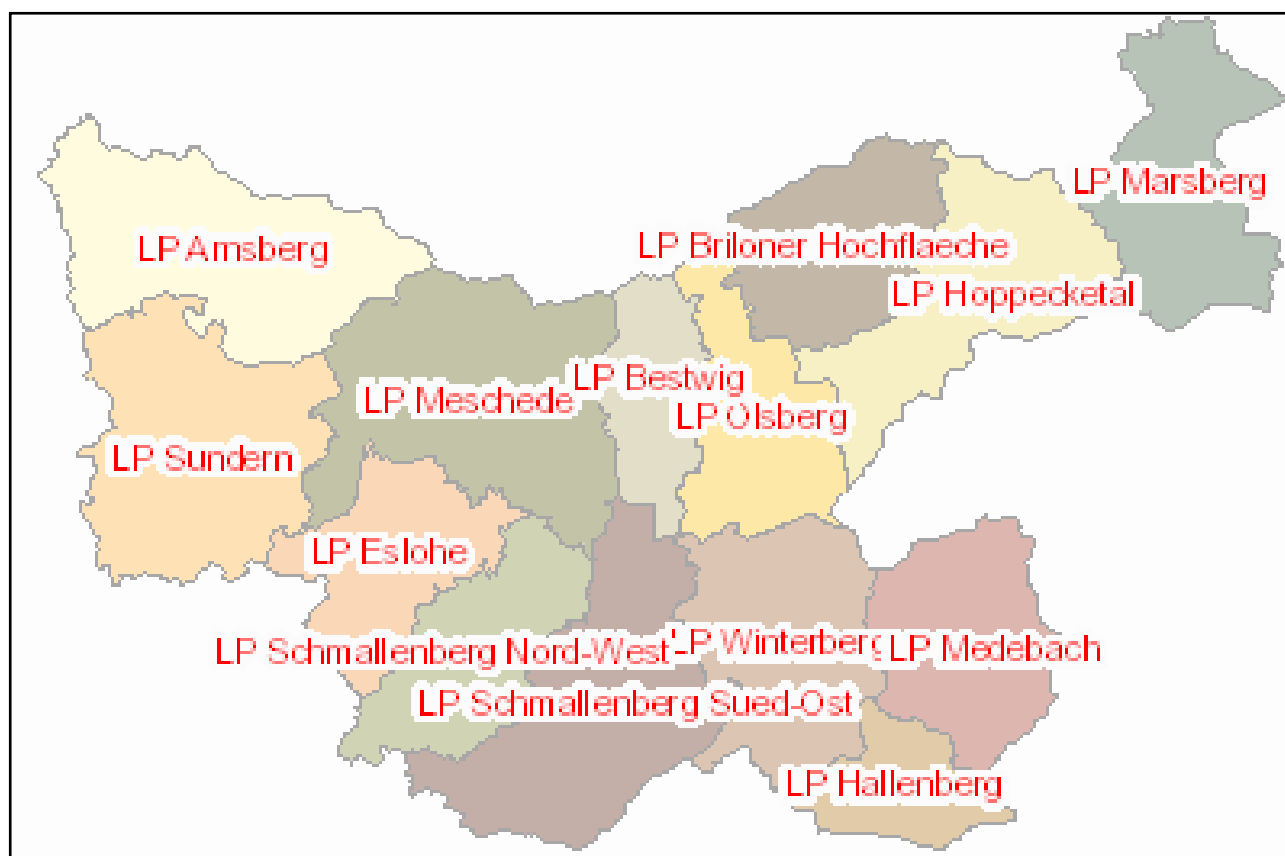 LP Marsberg
LP Arnsberg
LP Briloner Hochflaeche
LP Hoppecketal
LP Bestwig
LP Meschede
LP Olsberg
LP Sundern
LP Eslohe
LP Schmallenberg Nord-West
LP Winterberg
LP Medebach
LP Schmallenberg Sued-Ost
LP Hallenberg